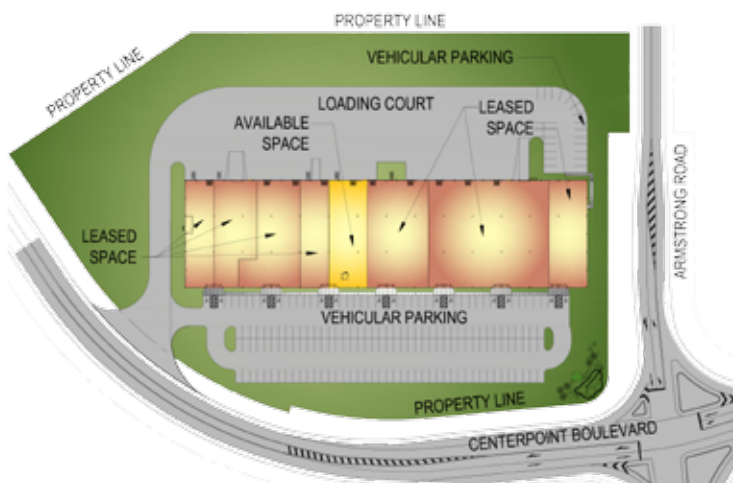 PROPERTY LINE
PROPERTY LINE
VEHICULAR PARKING
LOADING COURT
LEASED
SPACE
AVAILABLE
SPACE
ARMSTRONG ROAD
LEASED
SPACE
VEHICULAR PARKING
PROPERTY LINE
CENTERPOINT BOULEVARD